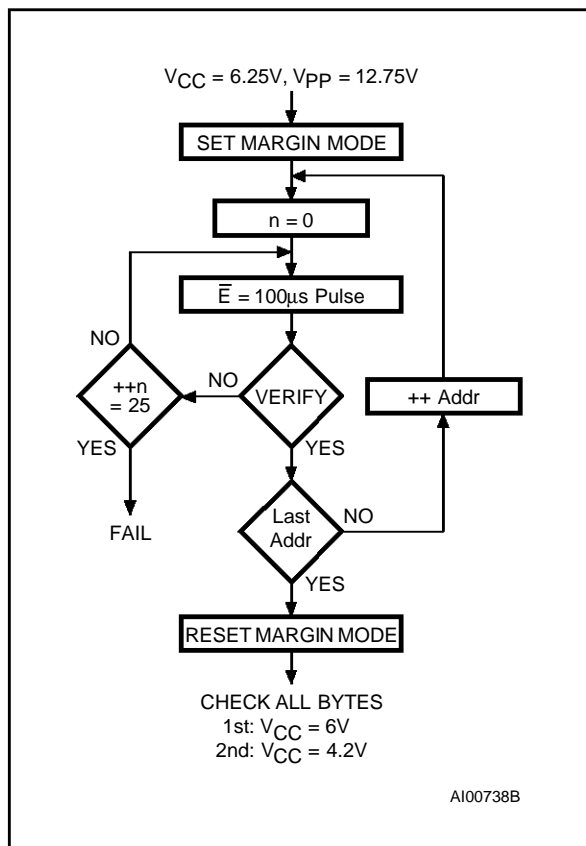 VCC = 6.25V, VPP = 12.75V
SET MARGIN MODE
n = 0
E̅ = 100µs Pulse
NO
++n
= 25
NO
VERIFY
++ Addr
YES
YES
Last
Addr
NO
FAIL
YES
RESET MARGIN MODE
CHECK ALL BYTES
1st: VCC = 6V
2nd: VCC = 4.2V
AI00738B